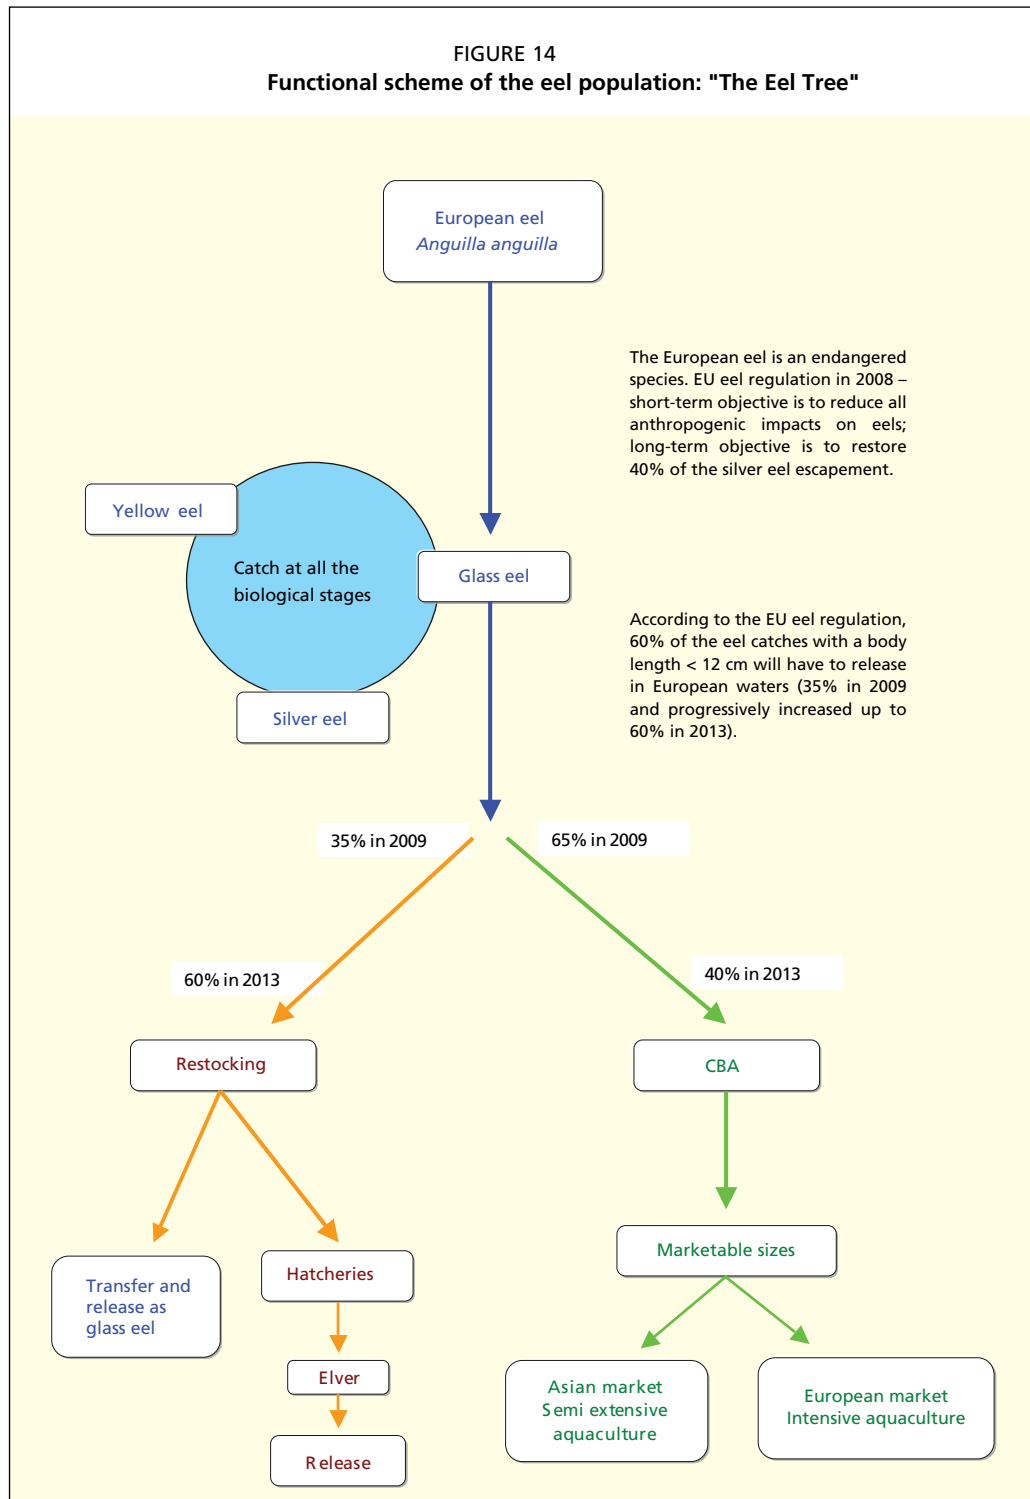 FIGURE 14
Functional scheme of the eel population: "The Eel Tree"
European eel
Anguilla anguilla
The European eel is an endangered
species. EU eel regulation in 2008 –
short-term objective is to reduce all
anthropogenic impacts on eels;
long-term objective is to restore
40% of the silver eel escapement.
Yellow eel
Catch at all the
biological stages
Glass eel
Silver eel
According to the EU eel regulation,
60% of the eel catches with a body
length < 12 cm will have to release
in European waters (35% in 2009
and progressively increased up to
60% in 2013).
35% in 2009
65% in 2009
60% in 2013
40% in 2013
Restocking
CBA
Transfer and
release as
glass eel
Hatcheries
Elver
Release
Marketable sizes
Asian market
Semi extensive
aquaculture
European market
Intensive aquaculture